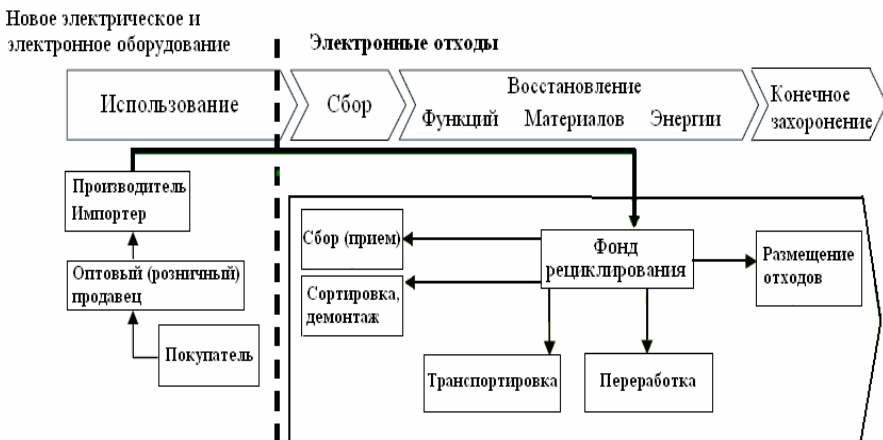 Новое электрическое и
электронное оборудование
Электронные отходы
Использование
Сбор
Восстановление
Функций Материалов Энергии
Конечное
захоронение
Производитель
Импортер
Оптовый (розничный)
продавец
Покупатель
Сбор (прием)
Сортировка,
демонтаж
Фонд
рециклирования
Размещение
отходов
Транспортировка
Переработка